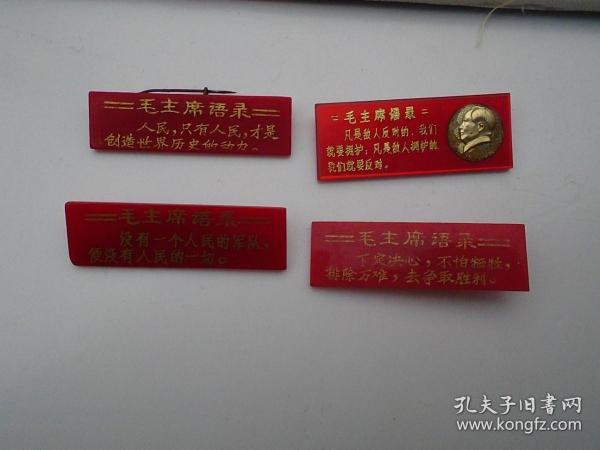 毛主席语录
人民，只有人民，才是
创造世界历史的动力。
毛主席语录
凡是敌人反对的，我们
就要拥护；凡是敌人拥护的，
我们就要反对。
毛主席语录
没有一个人民的军队，
便没有人民的一切。
毛主席语录
下定决心，不怕牺牲，
排除万难，去争取胜利。
孔夫子旧书网
www.kongfz.com